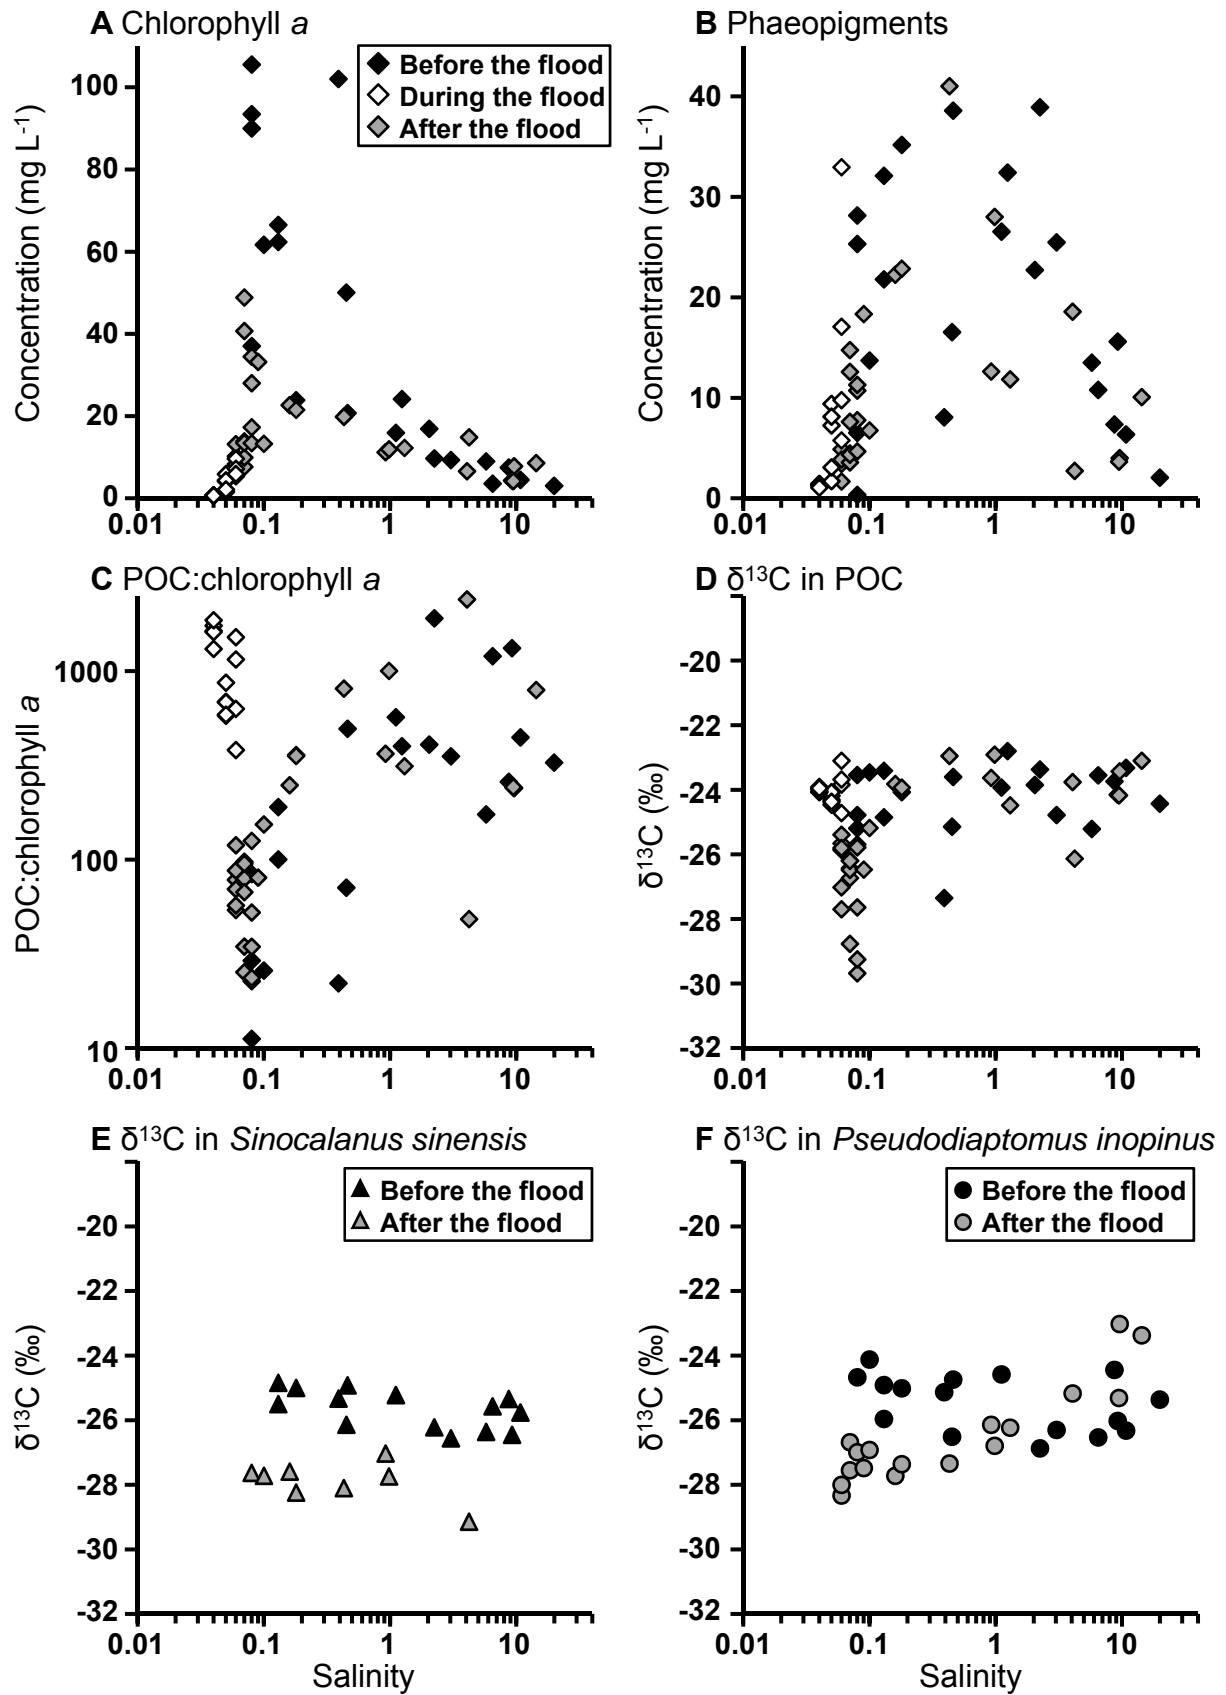 A Chlorophyll a
Before the flood
During the flood
After the flood
Concentration (mg L-1)
100
80
60
40
20
0
0.01 0.1 1 10
B Phaeopigments
Concentration (mg L-1)
40
30
20
10
0
0.01 0.1 1 10
C POC:chlorophyll a
POC:chlorophyll a
1000
100
10
0.01 0.1 1 10
D δ13C in POC
δ13C (‰)
-20
-22
-24
-26
-28
-30
-32
0.01 0.1 1 10
E δ13C in Sinocalanus sinensis
Before the flood
After the flood
δ13C (‰)
-20
-22
-24
-26
-28
-30
-32
0.01 0.1 1 10
Salinity
F δ13C in Pseudodiaptomus inopinus
Before the flood
After the flood
δ13C (‰)
-20
-22
-24
-26
-28
-30
-32
0.01 0.1 1 10
Salinity